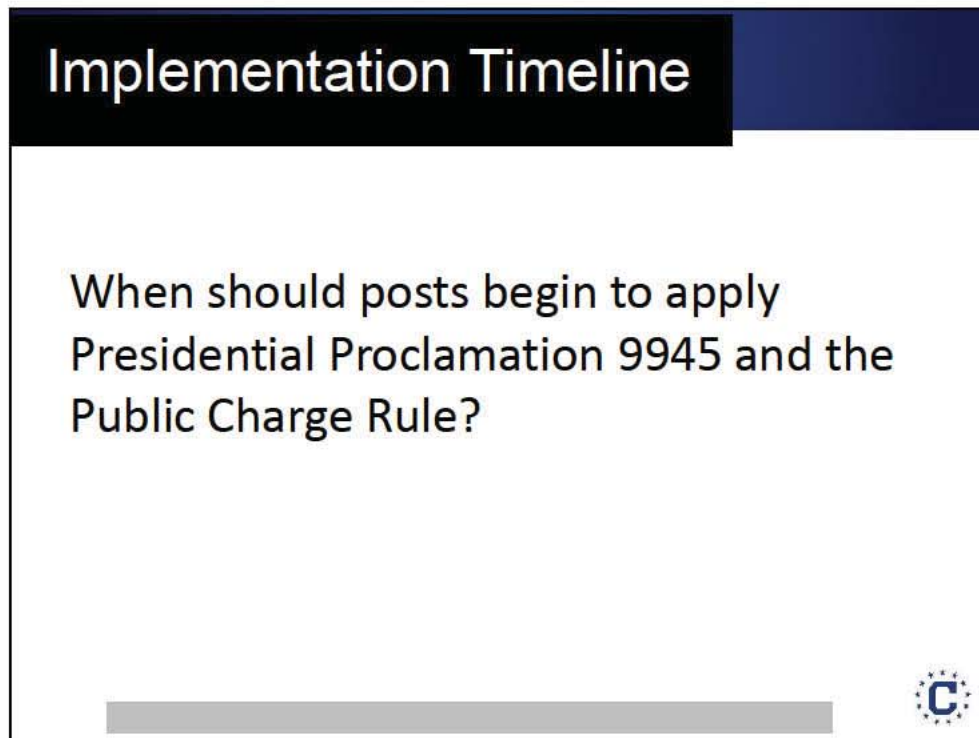 Implementation Timeline
When should posts begin to apply
Presidential Proclamation 9945 and the
Public Charge Rule?
C